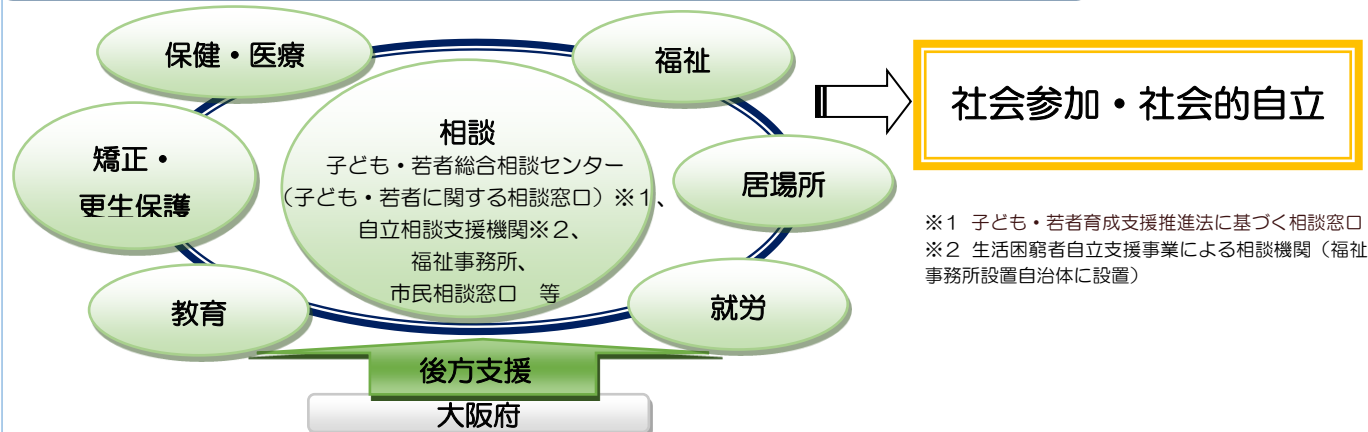 保健・医療
福祉
社会参加・社会的自立
相談
子ども・若者総合相談センター
（子ども・若者に関する相談窓口）※１、
自立相談支援機関※２、
福祉事務所、
市民相談窓口　等
矯正・
更生保護
居場所
※１ 子ども・若者育成支援推進法に基づく相談窓口
※２ 生活困窮者自立支援事業による相談機関（福祉
事務所設置自治体に設置）
教育
就労
後方支援
大阪府